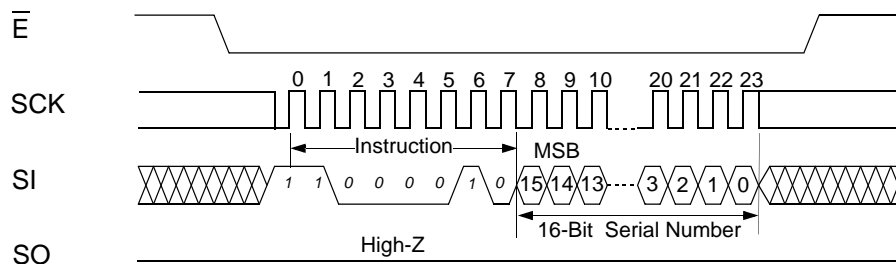 E
SCK
0 1 2 3 4 5 6 7 8 9 10 20 21 22 23
Instruction
MSB
SI
1 1 0 0 0 0 1 0 15 14 13 3 2 1 0
16-Bit Serial Number
High-Z
SO